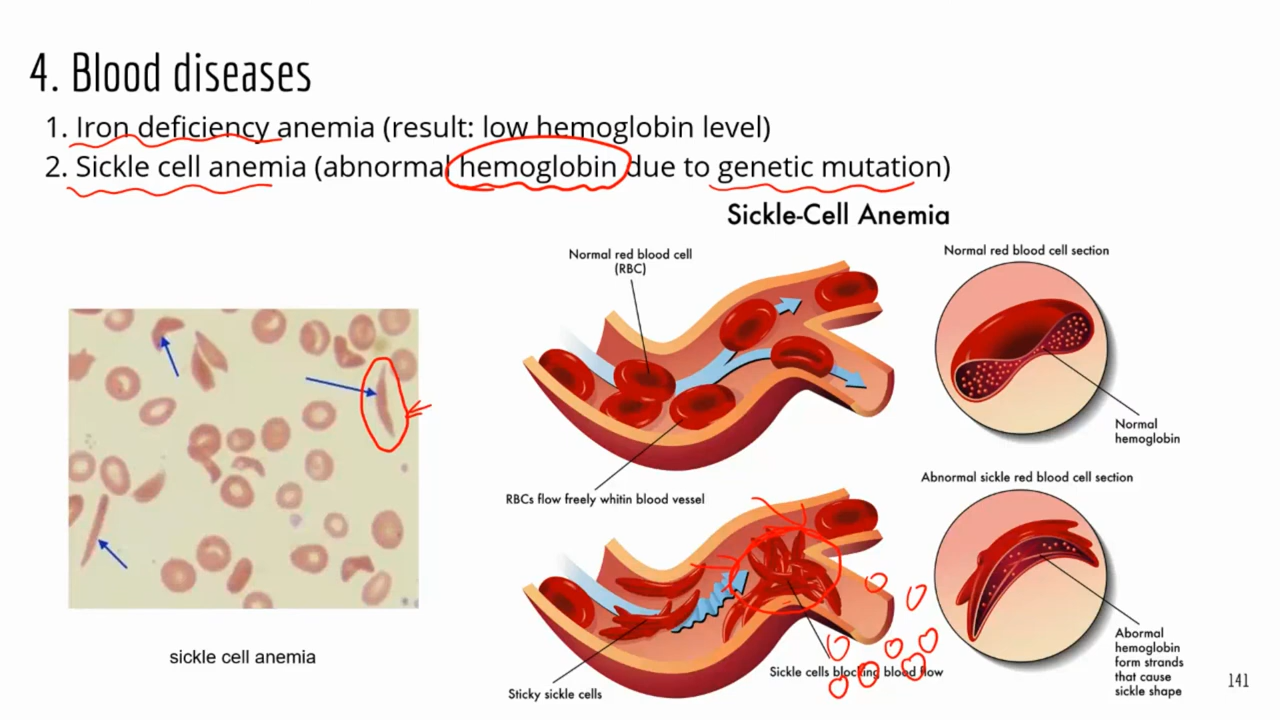 4. Blood diseases
1. Iron deficiency anemia (result: low hemoglobin level)
2. Sickle cell anemia (abnormal hemoglobin due to genetic mutation)
Sickle-Cell Anemia
Normal red blood cell
(RBC)
Normal red blood cell section
Normal
hemoglobin
RBCs flow freely whitin blood vessel
Abnormal sickle red blood cell section
sickle cell anemia
Sickle cells blocking blood flow
Sticky sickle cells
Abormal
hemoglobin
form strands
that cause
sickle shape
141